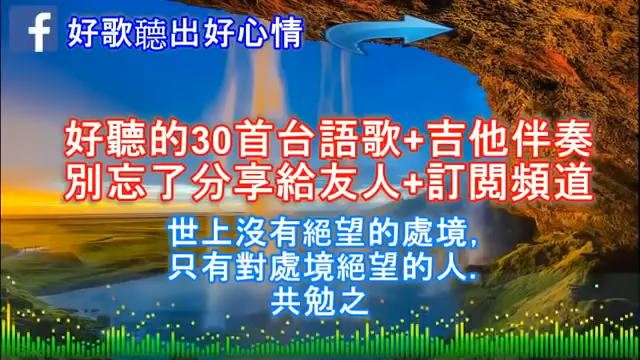 好歌聽出好心情
好聽的30首台語歌+吉他伴奏
別忘了分享給友人+訂閱頻道
世上沒有絕望的處境,
只有對處境絕望的人.
共勉之